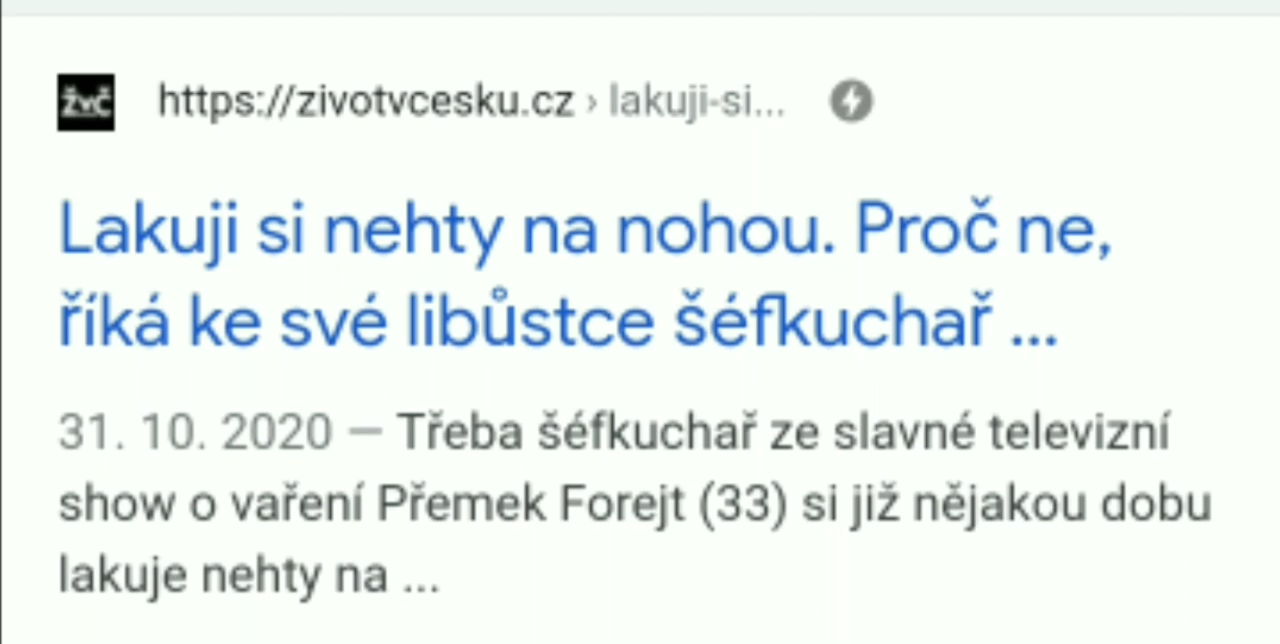 ŽvČ https://zivotvcesku.cz › lakuji-si...
Lakuji si nehty na nohou. Proč ne,
říká ke své libůstce šéfkuchař ...
31. 10. 2020 — Třeba šéfkuchař ze slavné televizní
show o vaření Přemek Forejt (33) si již nějakou dobu
lakuje nehty na ...